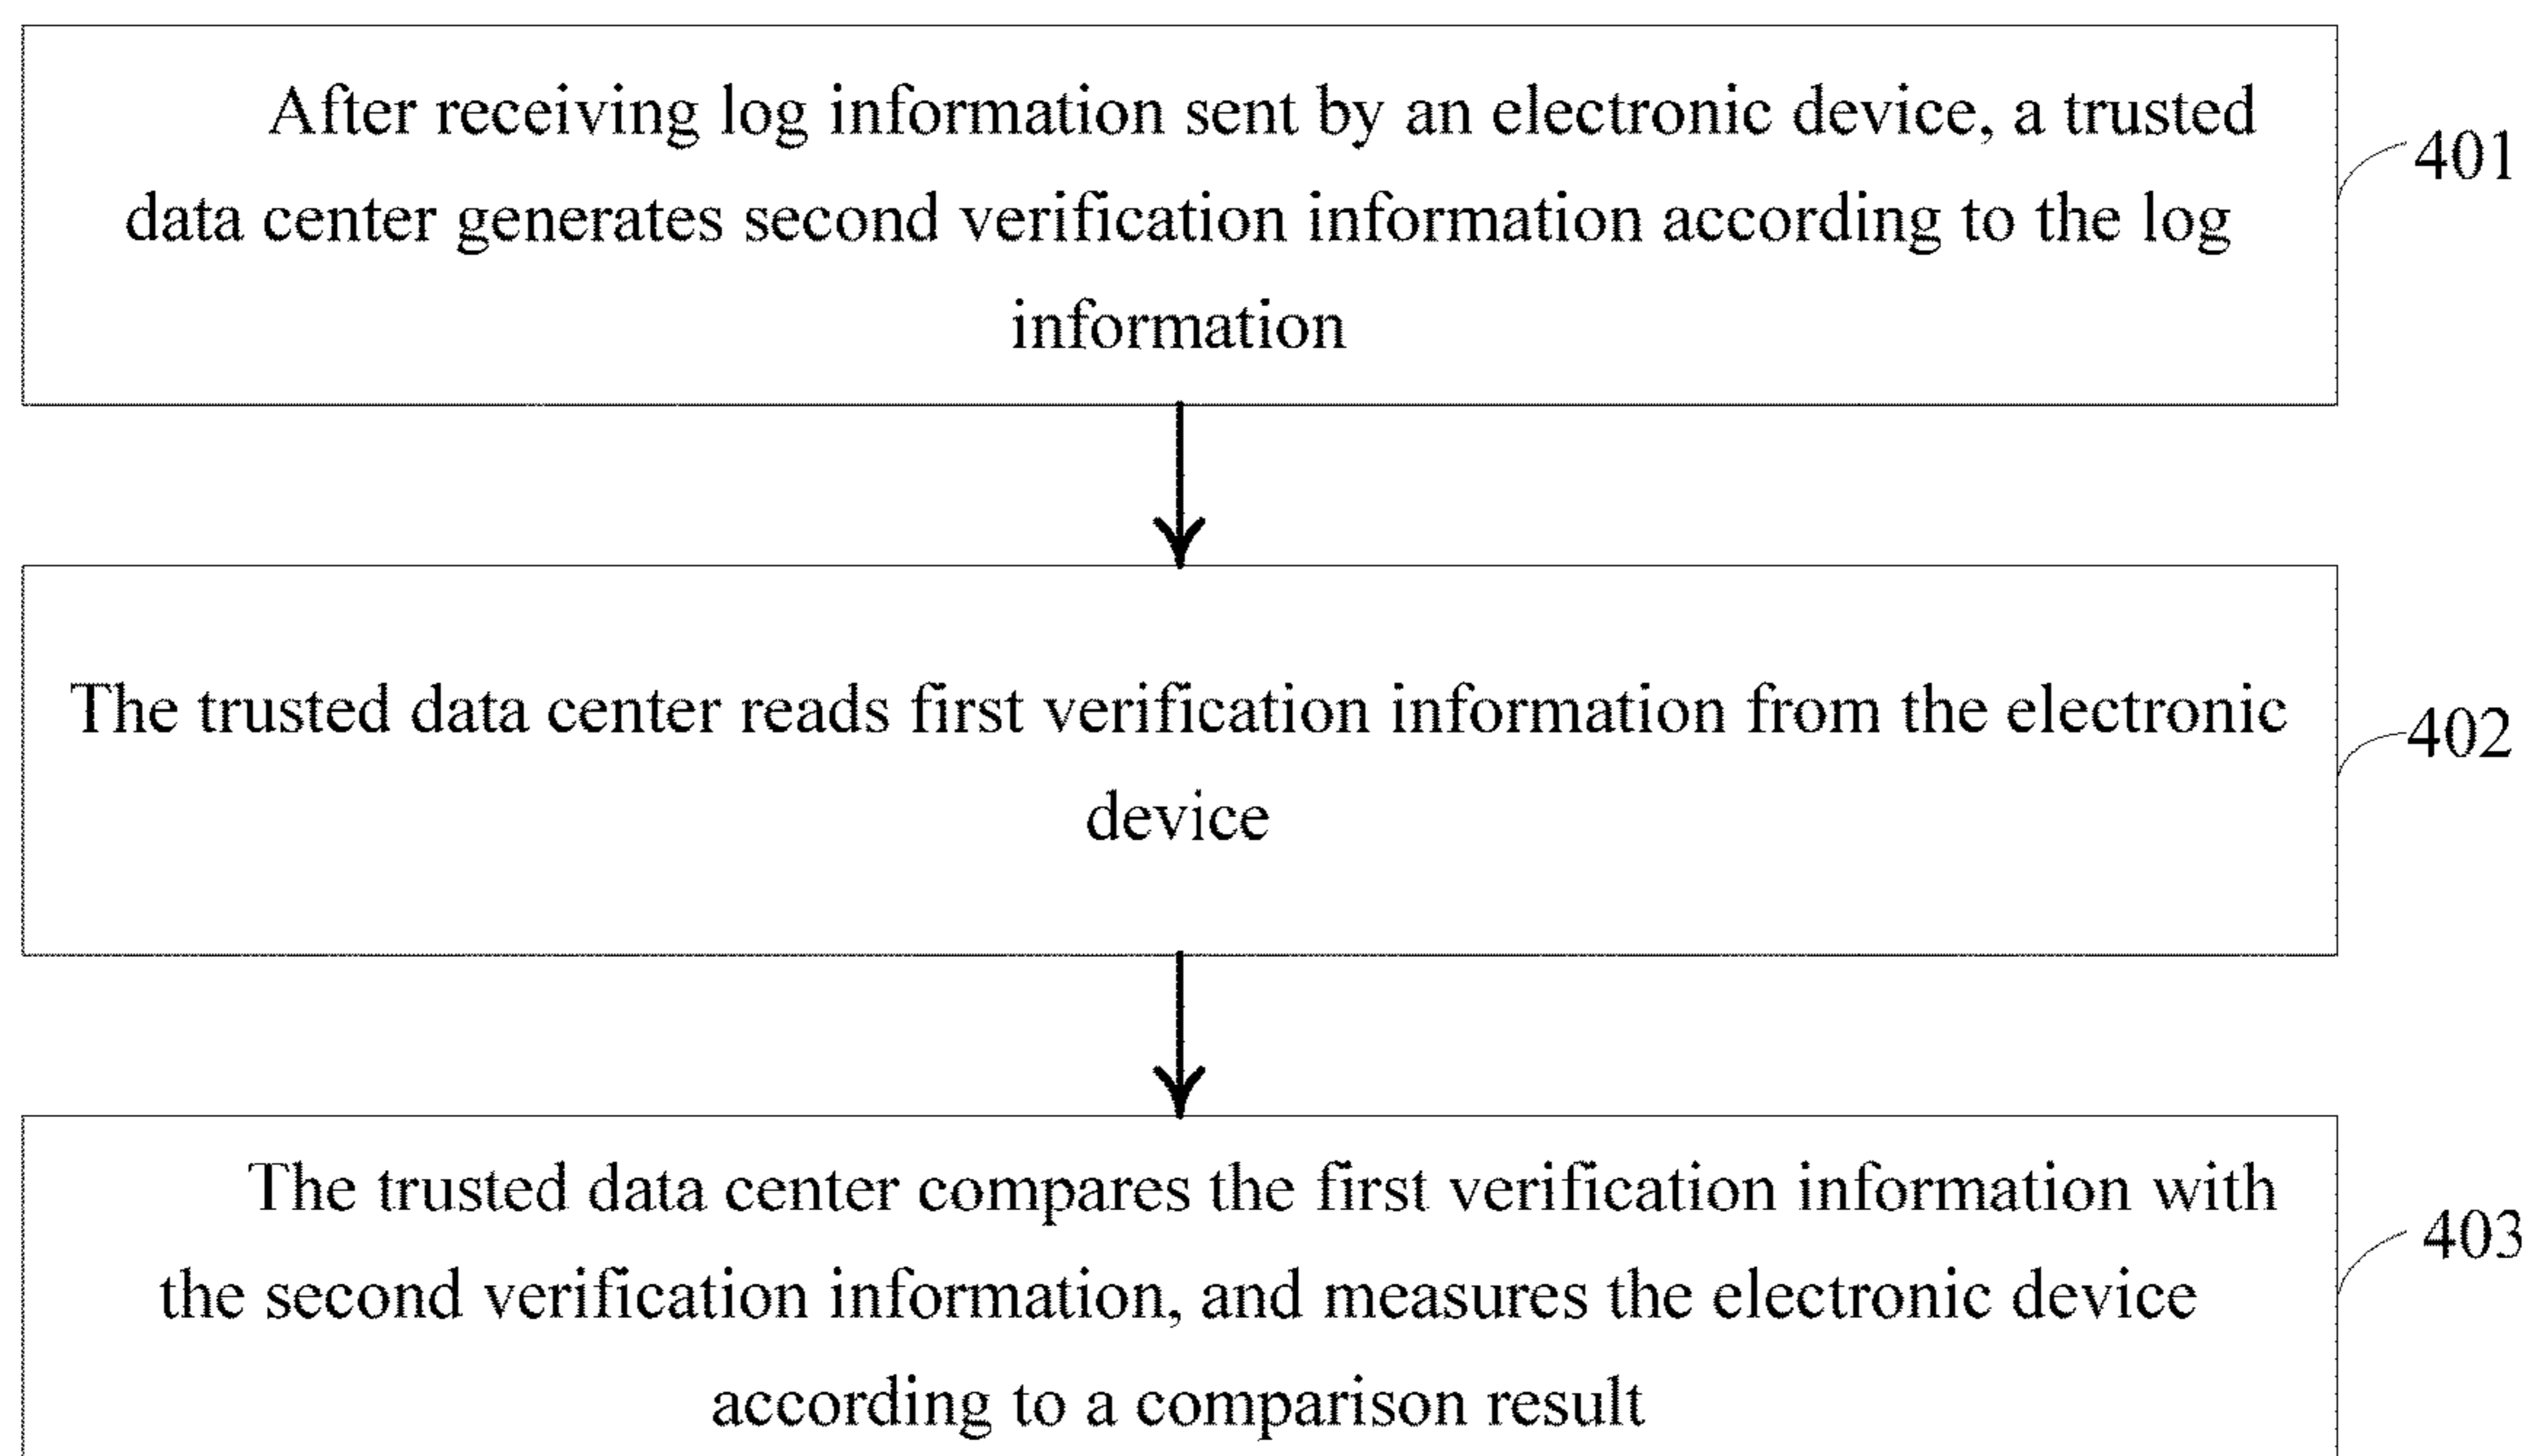 After receiving log information sent by an electronic device, a trusted
data center generates second verification information according to the log
information
401
The trusted data center reads first verification information from the electronic
device
402
The trusted data center compares the first verification information with
the second verification information, and measures the electronic device
according to a comparison result
403